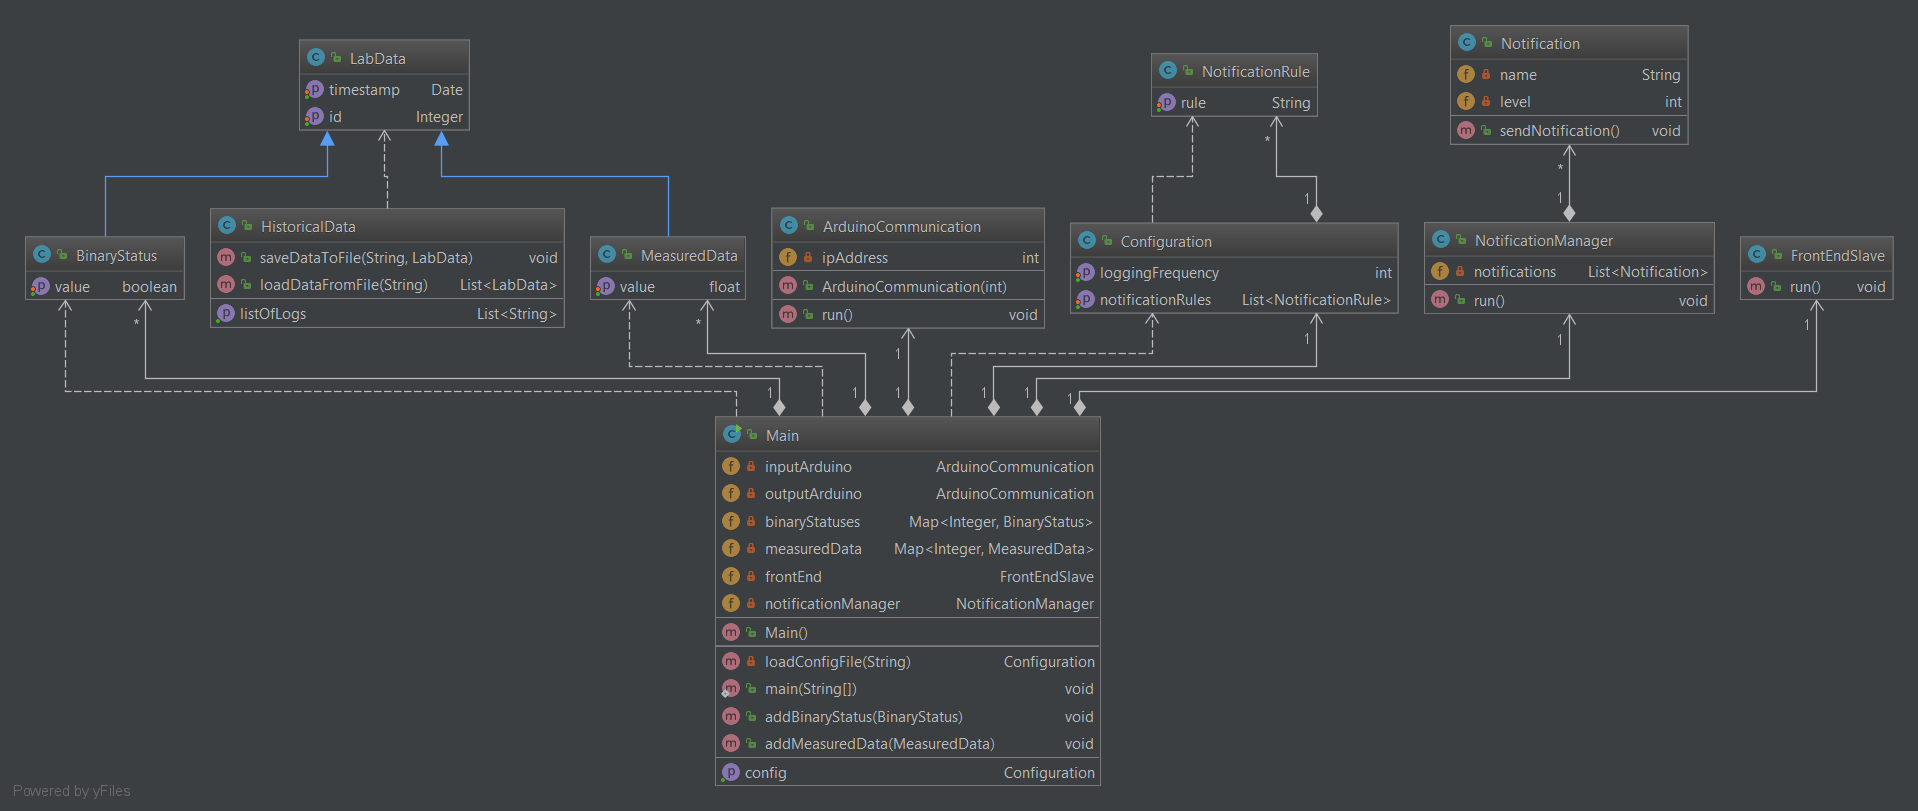 LabData
timestamp Date
id Integer
NotificationRule
rule String
Notification
name String
level int
sendNotification() void
* 1
* 1
BinaryStatus
value boolean
HistoricalData
saveDataToFile(String, LabData) void
loadDataFromFile(String) List<LabData>
listOfLogs List<String>
MeasuredData
value float
ArduinoCommunication
ipAddress int
ArduinoCommunication(int)
run() void
Configuration
loggingFrequency int
notificationRules List<NotificationRule>
NotificationManager
notifications List<Notification>
run() void
FrontEndSlave
run() void
* * 1 1 1 1
1 1 1 1 1 1
Main
inputArduino ArduinoCommunication
outputArduino ArduinoCommunication
binaryStatuses Map<Integer, BinaryStatus>
measuredData Map<Integer, MeasuredData>
frontEnd FrontEndSlave
notificationManager NotificationManager
Main()
loadConfigFile(String) Configuration
main(String[]) void
addBinaryStatus(BinaryStatus) void
addMeasuredData(MeasuredData) void
config Configuration
Powered by yFiles